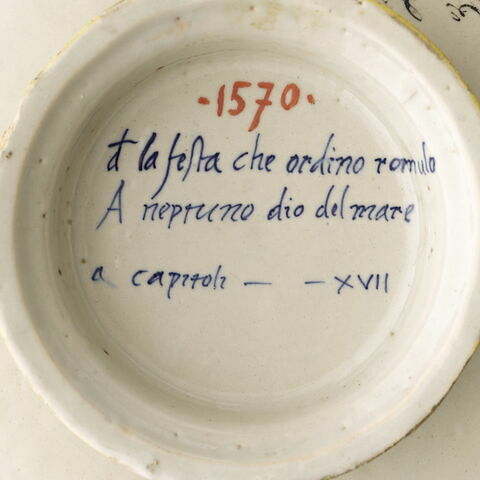 ·1570·
đ la festa che ordino romulo
A neptuno dio del mare
a capitoli — — XVII